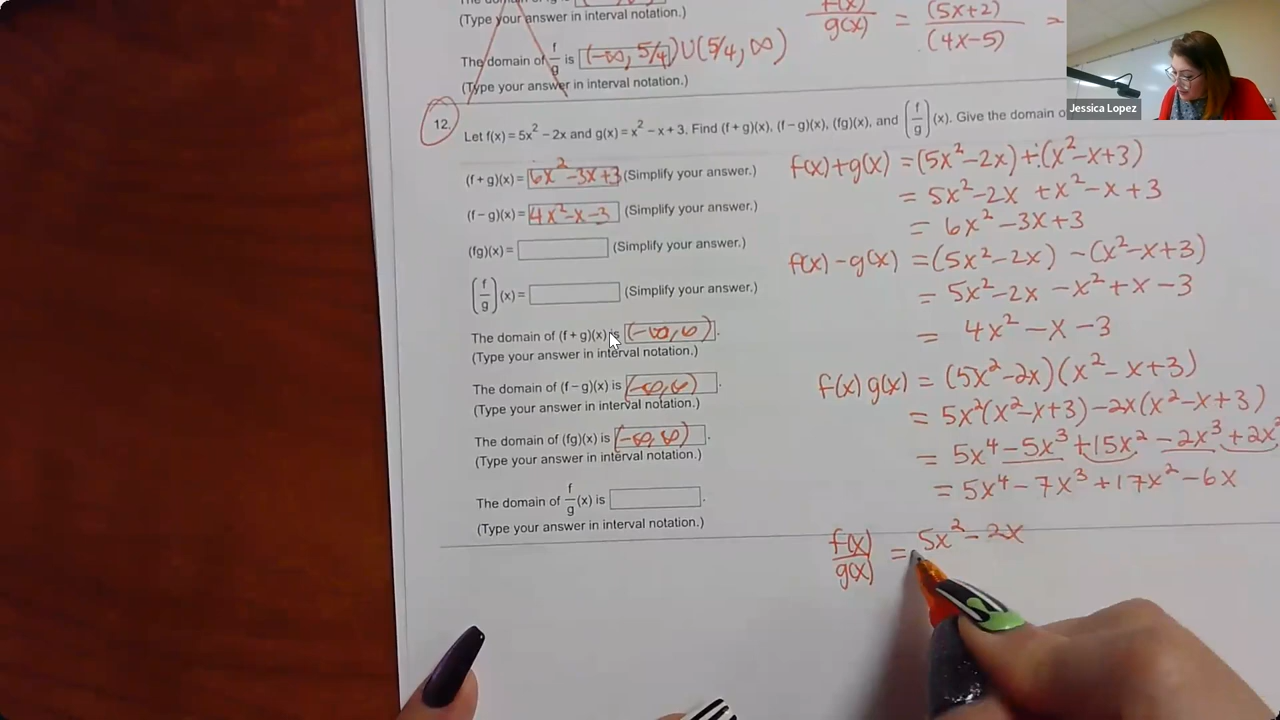 (Type your answer in interval notation.)
The domain of f/g is (-∞, 5/4) U (5/4, ∞)
(Type your answer in interval notation.)
f(x)/g(x) = (5x+2)/(4x-5) =
Jessica Lopez
12. Let f(x) = 5x² − 2x and g(x) = x² − x + 3. Find (f + g)(x), (f − g)(x), (fg)(x), and (f/g)(x). Give the domain o
(f + g)(x) = 6x²-3x+3 (Simplify your answer.)
(f − g)(x) = 4x²-x-3 (Simplify your answer.)
(fg)(x) = (Simplify your answer.)
(f/g)(x) = (Simplify your answer.)
The domain of (f + g)(x) is (-∞, ∞).
(Type your answer in interval notation.)
The domain of (f − g)(x) is (-∞, ∞).
(Type your answer in interval notation.)
The domain of (fg)(x) is (-∞, ∞).
(Type your answer in interval notation.)
The domain of f/g (x) is .
(Type your answer in interval notation.)
f(x)+g(x) = (5x²-2x)+(x²-x+3)
= 5x²-2x +x²-x+3
= 6x²-3x+3
f(x)-g(x) = (5x²-2x) -(x²-x+3)
= 5x²-2x -x²+x-3
= 4x²-x-3
f(x)g(x) = (5x²-2x)(x²-x+3)
= 5x²(x²-x+3)-2x(x²-x+3)
= 5x⁴-5x³+15x²-2x³+2x²
= 5x⁴-7x³+17x²-6x
f(x)/g(x) = 5x²-2x